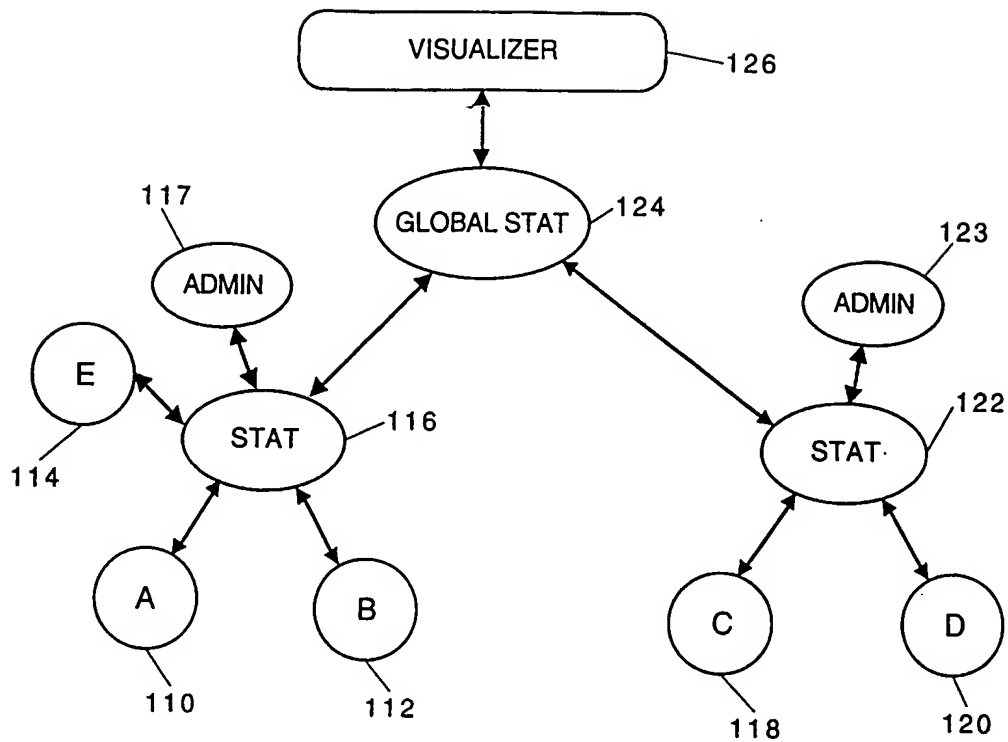 VISUALIZER
126
117
GLOBAL STAT
124
123
ADMIN
ADMIN
E
STAT
116
122
STAT
114
A
B
C
D
110
112
118
120